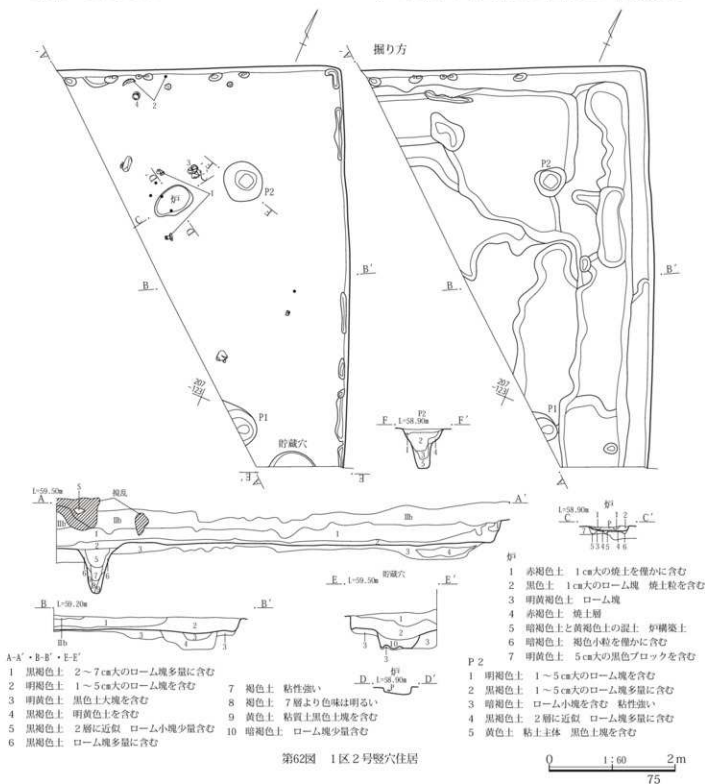 掘り方
A
A
2
4
3
E
1
P2
P2
D
炉
C
D
B
B'
B
B'
207
-123
207
-123
P1
P1
貯蔵穴
P2
F L=58.90m F'
E
E
A
A
L=59.50m
A
S
撹乱
A'
Ⅱb
Ⅱb
Ⅱb
炉
L=58.90m
C C'
貯蔵穴
E L=59.50m E'
B L=59.20m B'
Ⅱb
炉
D L=58.90m D'
炉
1 赤褐色土 1cm大の焼土を僅かに含む
2 黒色土 1cm大のローム塊 焼土粒を含む
3 明黄褐色土 ローム塊
4 赤褐色土 焼土層
5 暗褐色土と黄褐色土の混土 炉構築土
6 暗褐色土 褐色小粒を僅かに含む
7 明黄色土 5cm大の黒色ブロックを含む
P2
1 明褐色土 1～5cm大のローム塊を含む
2 黒褐色土 1～5cm大のローム塊多量に含む
3 暗褐色土 ローム小塊を含む 粘性強い
4 黒褐色土 2層に近似 ローム塊多量に含む
5 黄色土 粘土主体 黒色土塊を含む
A-A'・B-B'・E-E'
1 黒褐色土 2～7cm大のローム塊多量に含む
2 明褐色土 1～5cm大のローム塊を含む
3 明黄色土 黒色土大塊を含む
4 黒褐色土 明黄色土を含む
5 黒褐色土 2層に近似 ローム小塊少量含む
6 黒褐色土 ローム塊多量に含む
7 褐色土 粘性強い
8 褐色土 7層より色味は明るい
9 黄色土 粘質土黒色土塊を含む
10 暗褐色土 ローム塊少量含む
第62図 1区2号竪穴住居
0 1:60 2m
75